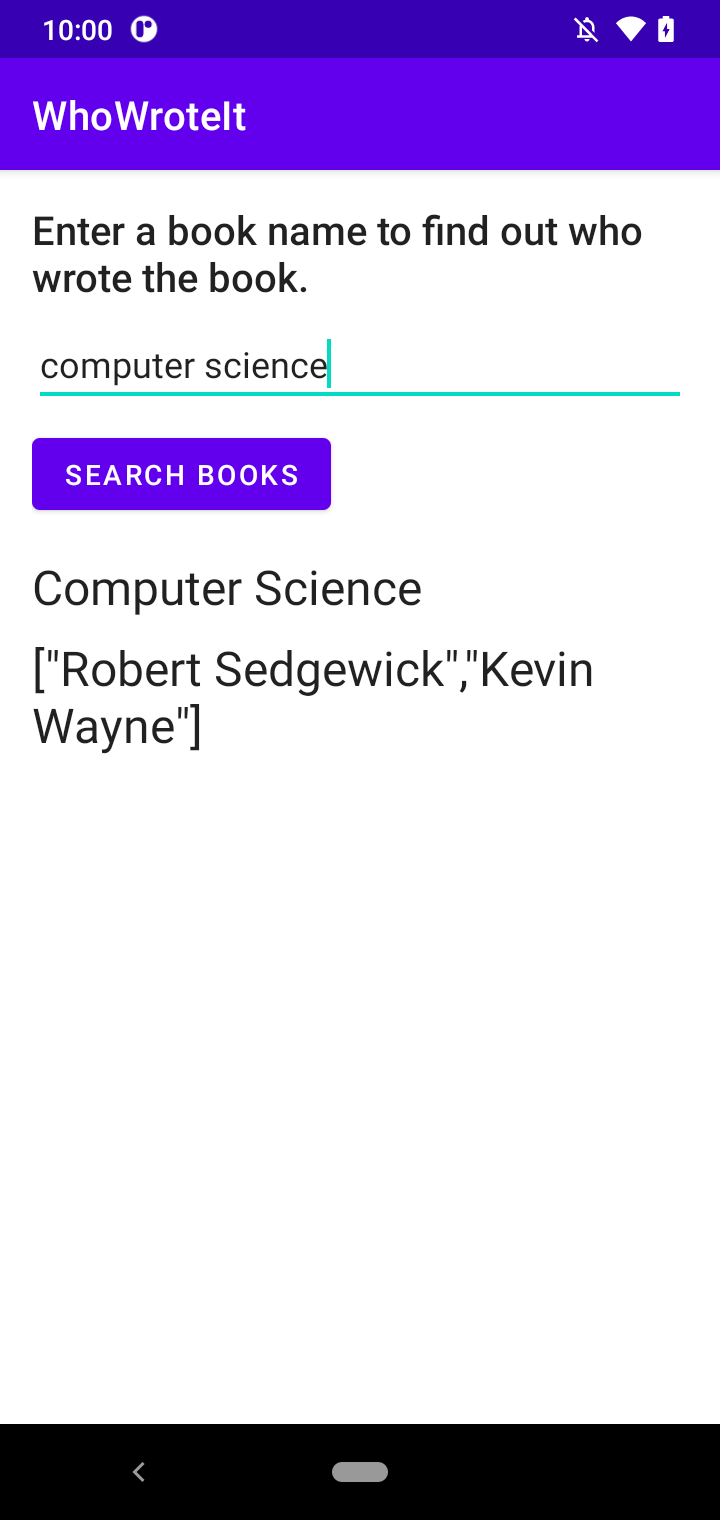 10:00
WhoWroteIt
Enter a book name to find out who
wrote the book.
computer science
SEARCH BOOKS
Computer Science
["Robert Sedgewick","Kevin
Wayne"]